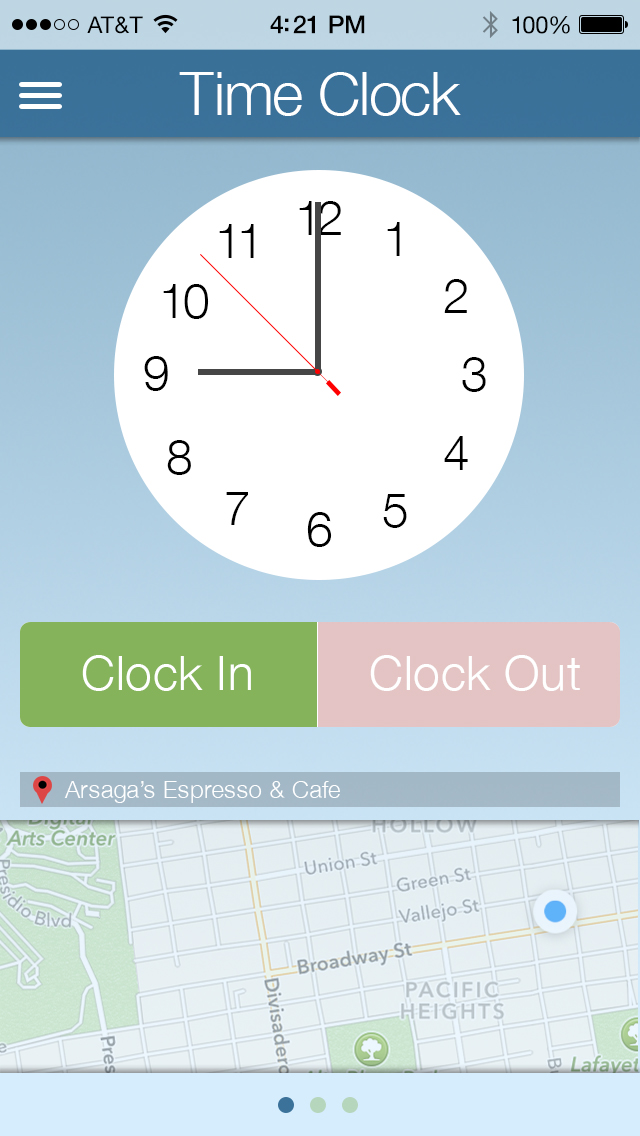 AT&T 4:21 PM 100%
Time Clock
12
11 1
10 2
9 3
8 4
7 5
6
Clock In Clock Out
Arsaga's Espresso & Cafe
HOLLOW
Digital
Arts Center
Union St
Green St
Presidio Blvd
Vallejo St
Broadway St
PACIFIC
HEIGHTS
Divisadero
Pres
Lafayet